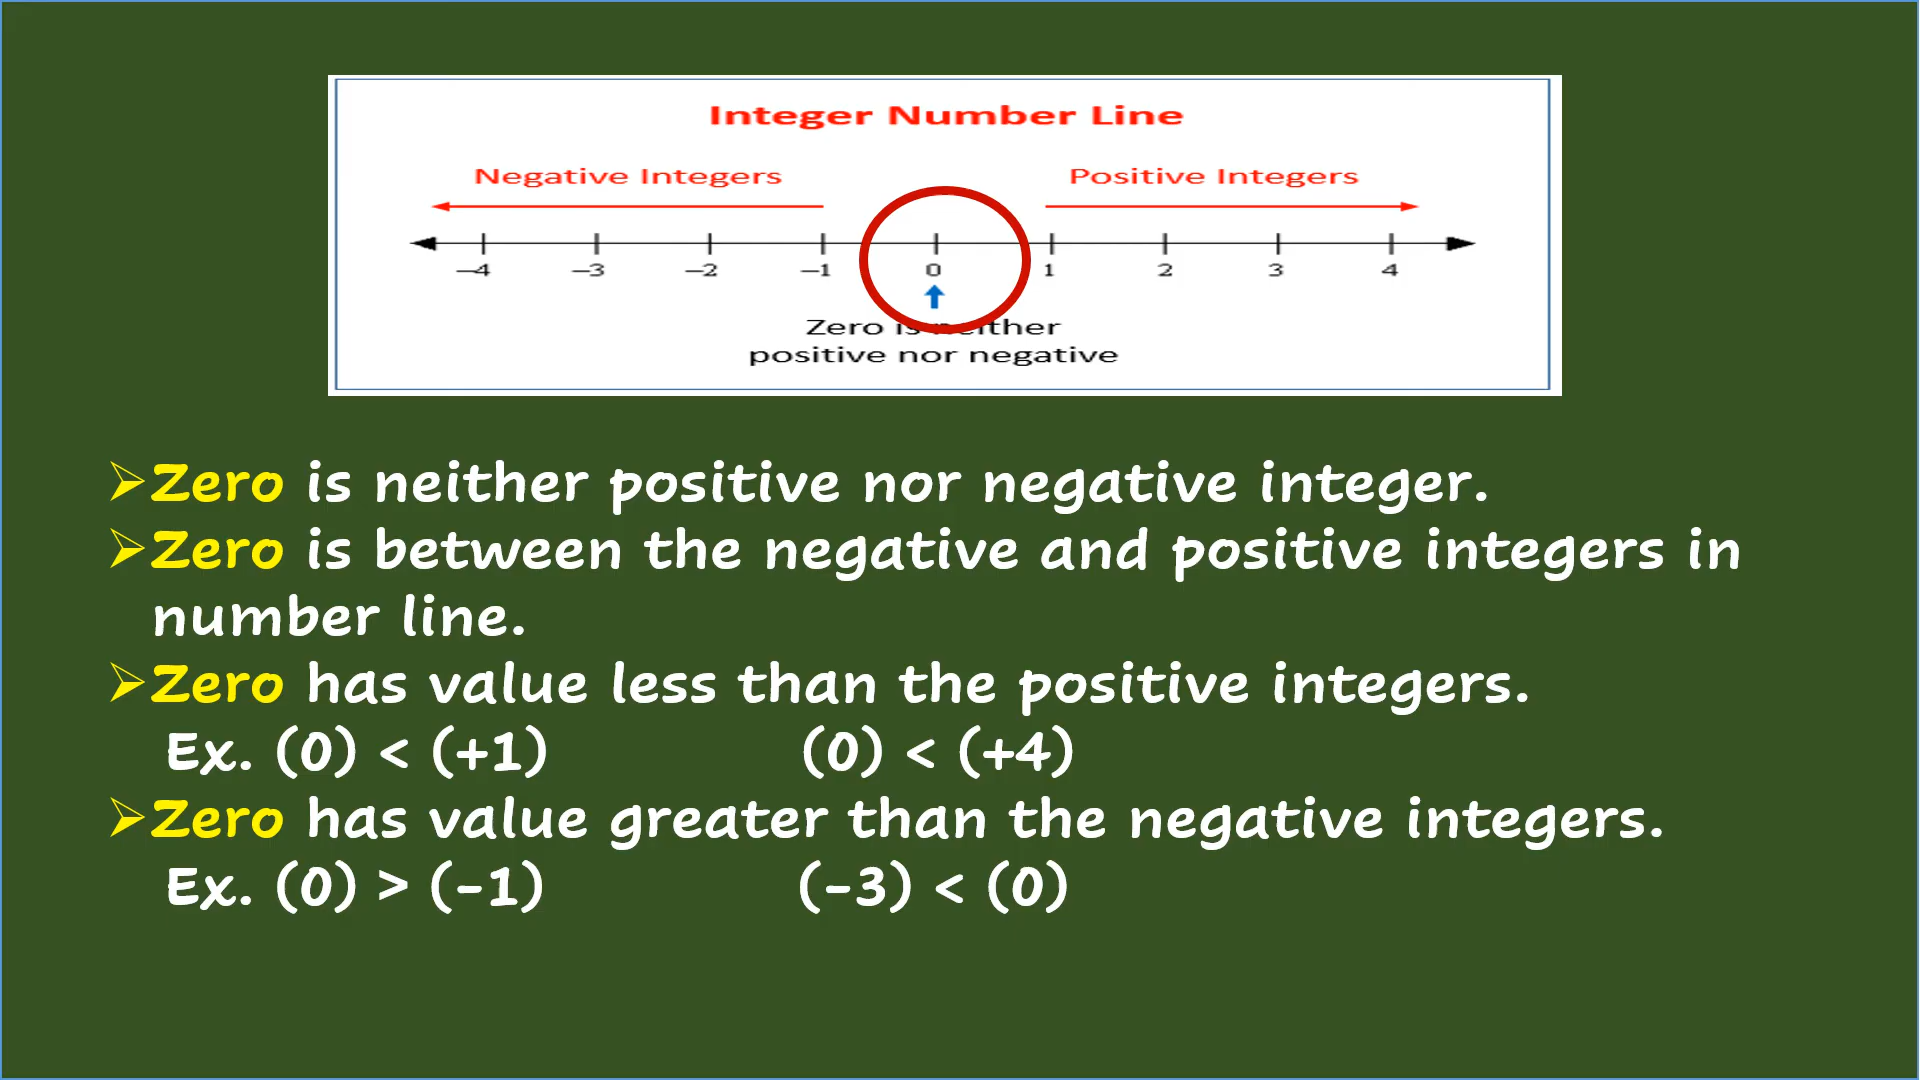 Integer Number Line
Negative Integers Positive Integers
–4 –3 –2 –1 0 1 2 3 4
Zero is neither
positive nor negative
➢Zero is neither positive nor negative integer.
➢Zero is between the negative and positive integers in
number line.
➢Zero has value less than the positive integers.
Ex. (0) < (+1) (0) < (+4)
➢Zero has value greater than the negative integers.
Ex. (0) > (-1) (-3) < (0)